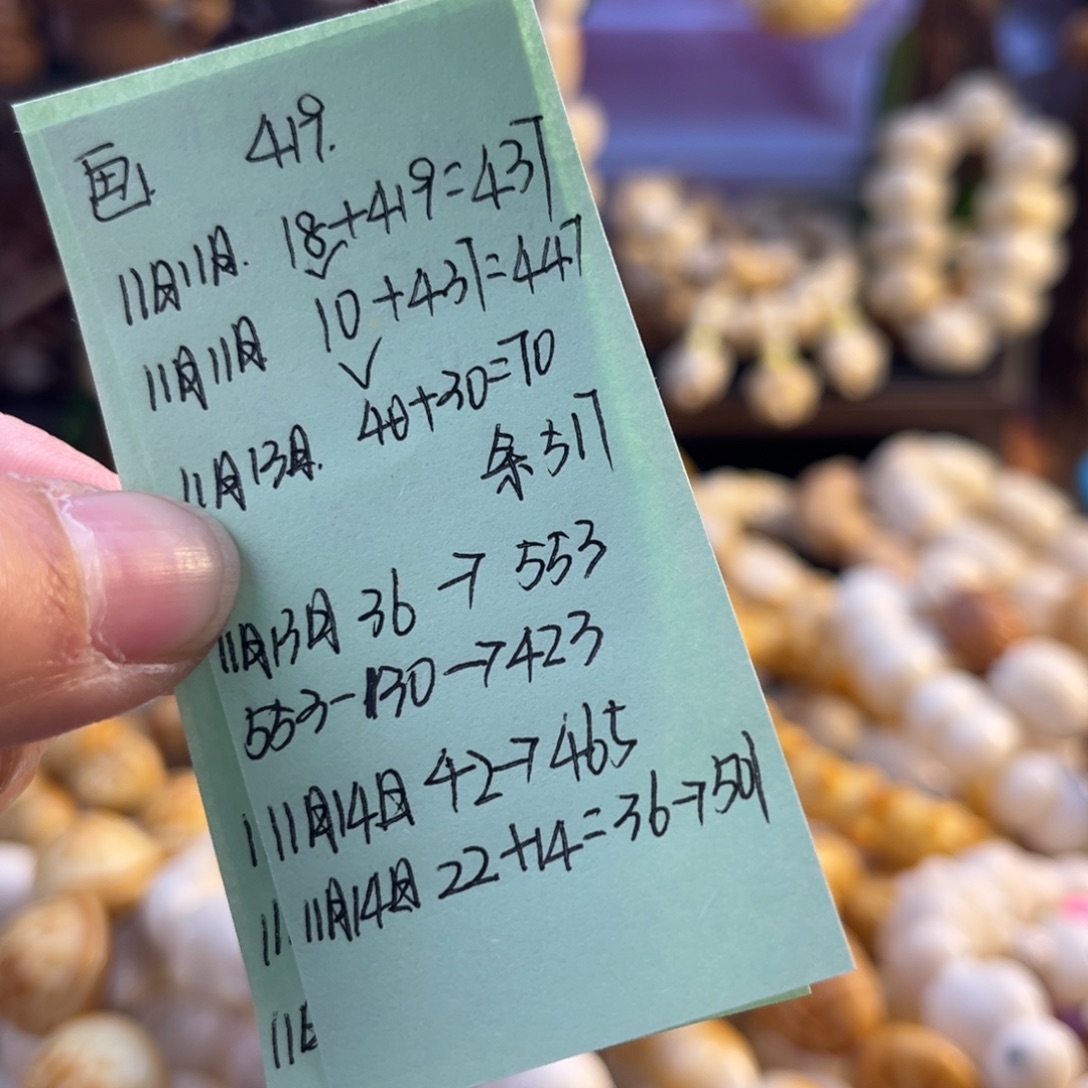 画. 419.
11月11日. 18+419=437
11月11日 10+437=447
11月13日. 40+30=70
余517
11月13日 36→553
553-130→423
11月14日 42→465
11月14日 22+14=36→501